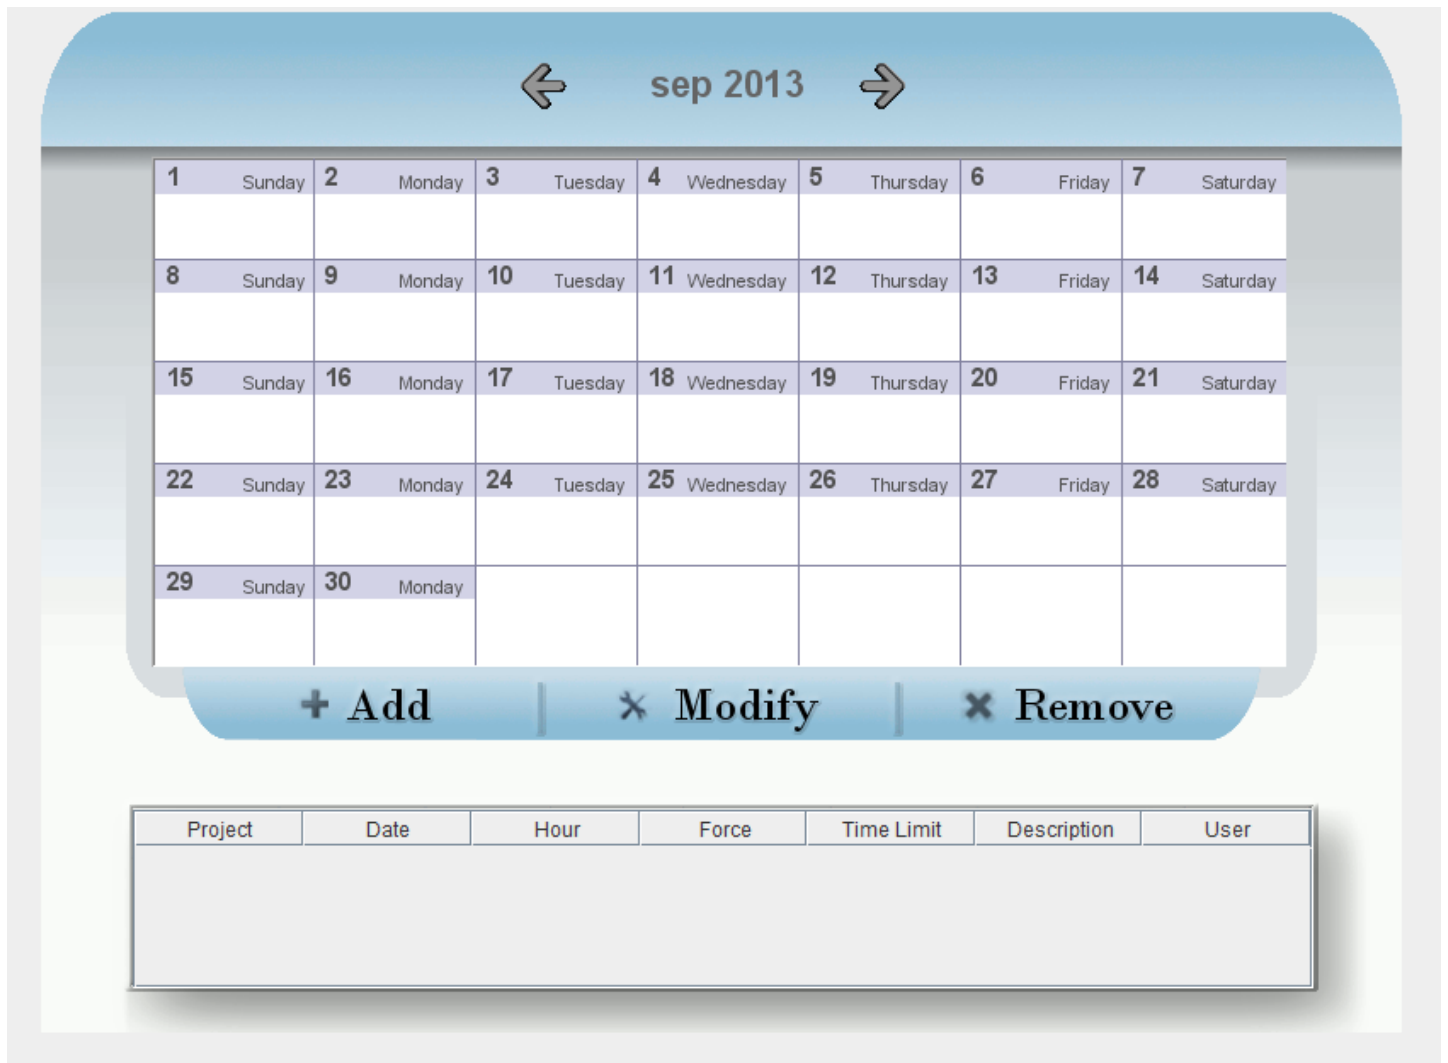 sep 2013
1 Sunday 2 Monday 3 Tuesday 4 Wednesday 5 Thursday 6 Friday 7 Saturday
8 Sunday 9 Monday 10 Tuesday 11 Wednesday 12 Thursday 13 Friday 14 Saturday
15 Sunday 16 Monday 17 Tuesday 18 Wednesday 19 Thursday 20 Friday 21 Saturday
22 Sunday 23 Monday 24 Tuesday 25 Wednesday 26 Thursday 27 Friday 28 Saturday
29 Sunday 30 Monday
Add Modify Remove
Project Date Hour Force Time Limit Description User